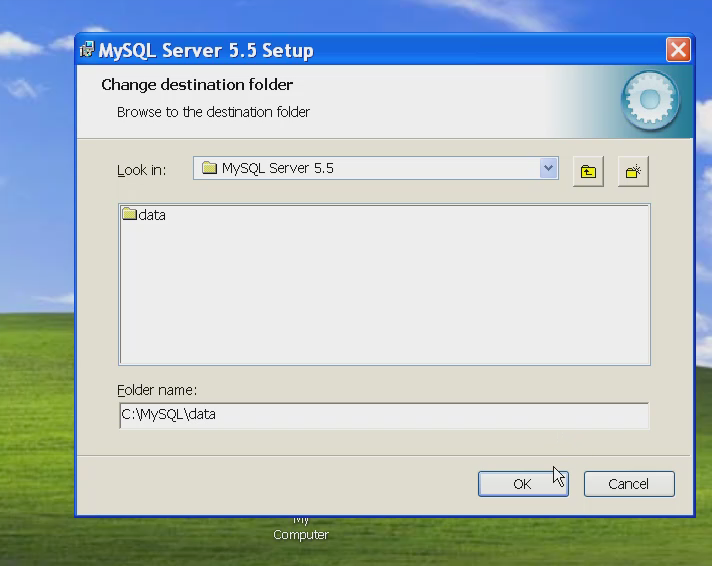 MySQL Server 5.5 Setup
Change destination folder
Browse to the destination folder
Look in: MySQL Server 5.5
data
Folder name:
C:\MySQL\data
OK Cancel
My
Computer